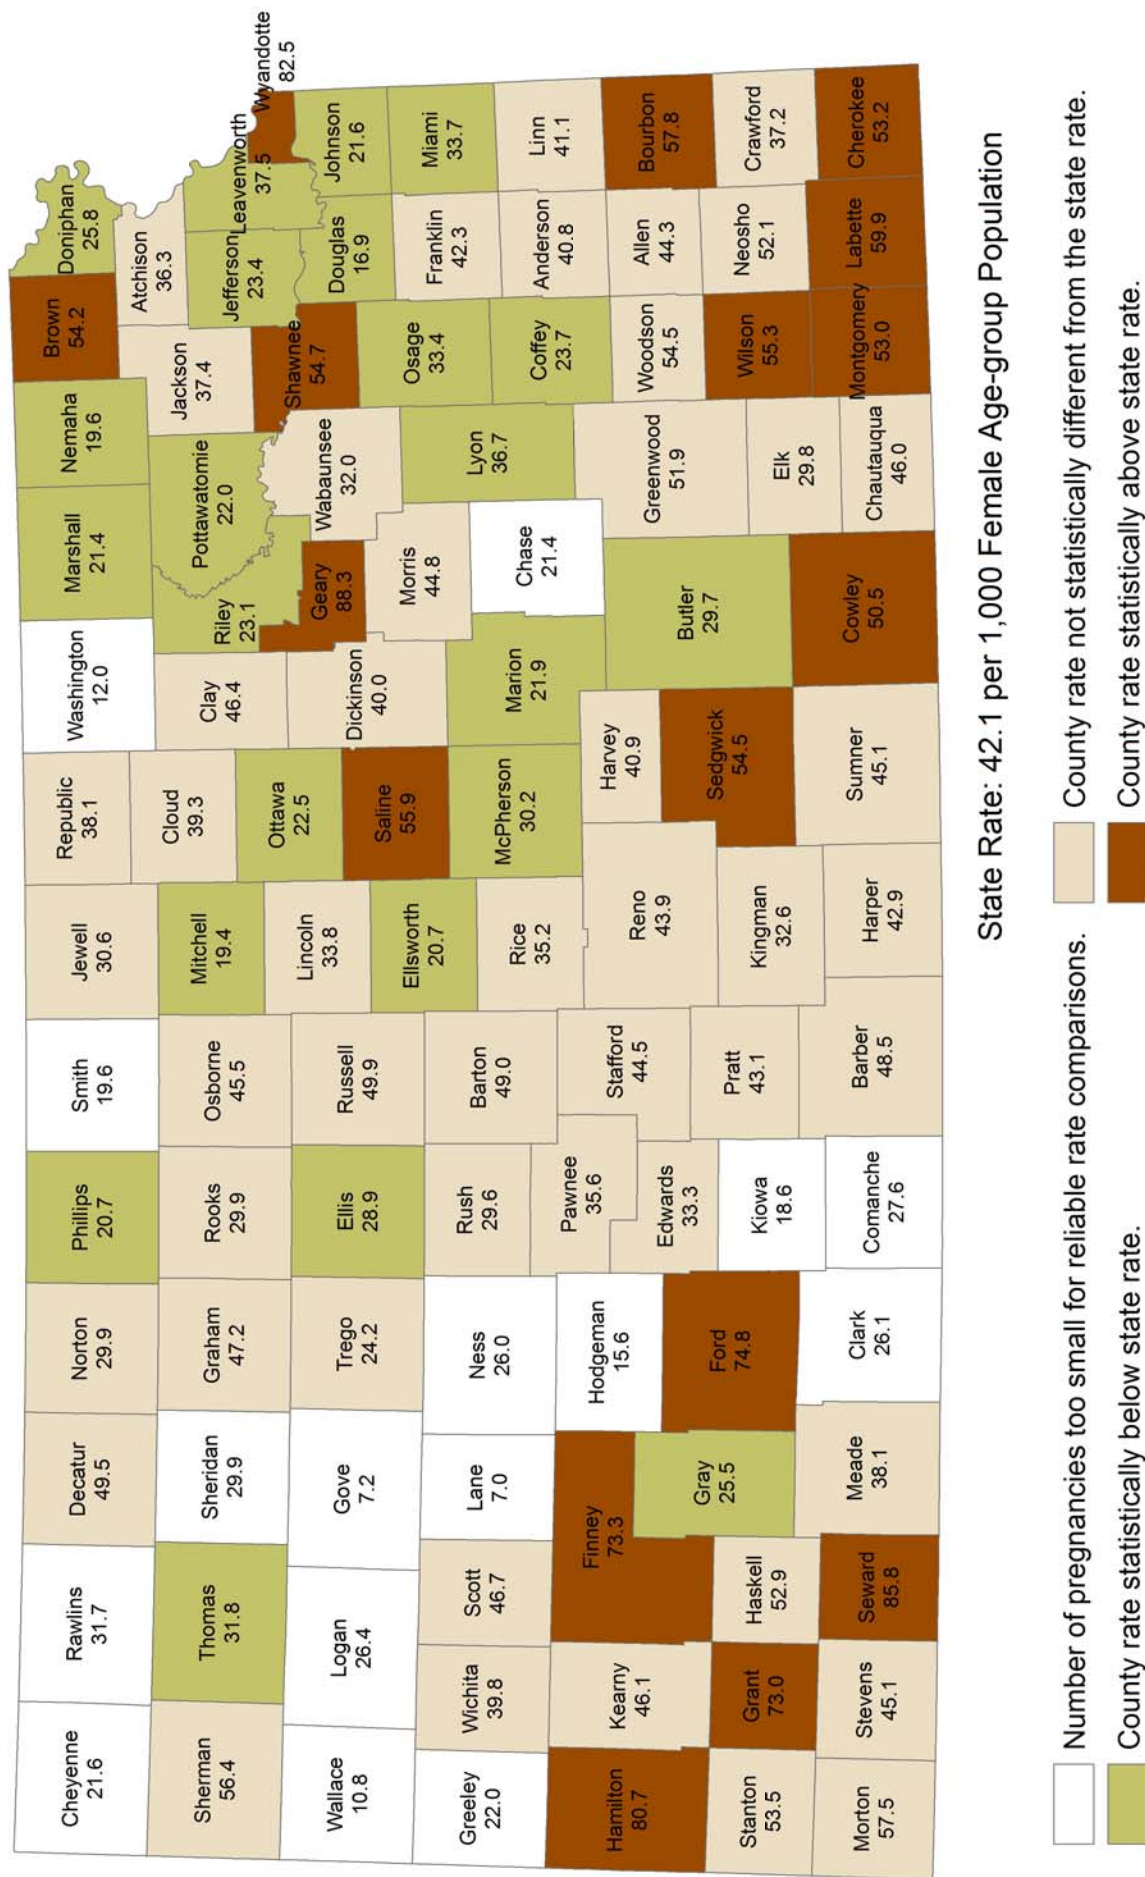 Cheyenne
21.6
Rawlins
31.7
Decatur
49.5
Norton
29.9
Phillips
20.7
Smith
19.6
Jewell
30.6
Republic
38.1
Washington
12.0
Marshall
21.4
Nemaha
19.6
Brown
54.2
Doniphan
25.8
Sherman
56.4
Thomas
31.8
Sheridan
29.9
Graham
47.2
Rooks
29.9
Osborne
45.5
Mitchell
19.4
Cloud
39.3
Clay
46.4
Riley
23.1
Pottawatomie
22.0
Jackson
37.4
Atchison
36.3
Jefferson
23.4
Leavenworth
37.5
Wyandotte
82.5
Wallace
10.8
Logan
26.4
Gove
7.2
Trego
24.2
Ellis
28.9
Russell
49.9
Lincoln
33.8
Ottawa
22.5
Dickinson
40.0
Geary
88.3
Wabaunsee
32.0
Shawnee
54.7
Douglas
16.9
Johnson
21.6
Greeley
22.0
Wichita
39.8
Scott
46.7
Lane
7.0
Ness
26.0
Rush
29.6
Barton
49.0
Ellsworth
20.7
Saline
55.9
Morris
44.8
Osage
33.4
Franklin
42.3
Miami
33.7
Rice
35.2
McPherson
30.2
Marion
21.9
Chase
21.4
Lyon
36.7
Coffey
23.7
Anderson
40.8
Linn
41.1
Hamilton
80.7
Kearny
46.1
Finney
73.3
Hodgeman
15.6
Pawnee
35.6
Stafford
44.5
Reno
43.9
Harvey
40.9
Butler
29.7
Greenwood
51.9
Woodson
54.5
Allen
44.3
Bourbon
57.8
Gray
25.5
Ford
74.8
Edwards
33.3
Sedgwick
54.5
Stanton
53.5
Grant
73.0
Haskell
52.9
Kiowa
18.6
Pratt
43.1
Kingman
32.6
Elk
29.8
Wilson
55.3
Neosho
52.1
Crawford
37.2
Morton
57.5
Stevens
45.1
Seward
85.8
Meade
38.1
Clark
26.1
Comanche
27.6
Barber
48.5
Harper
42.9
Sumner
45.1
Cowley
50.5
Chautauqua
46.0
Montgomery
53.0
Labette
59.9
Cherokee
53.2
State Rate: 42.1 per 1,000 Female Age-group Population
Number of pregnancies too small for reliable rate comparisons.
County rate not statistically different from the state rate.
County rate statistically below state rate.
County rate statistically above state rate.